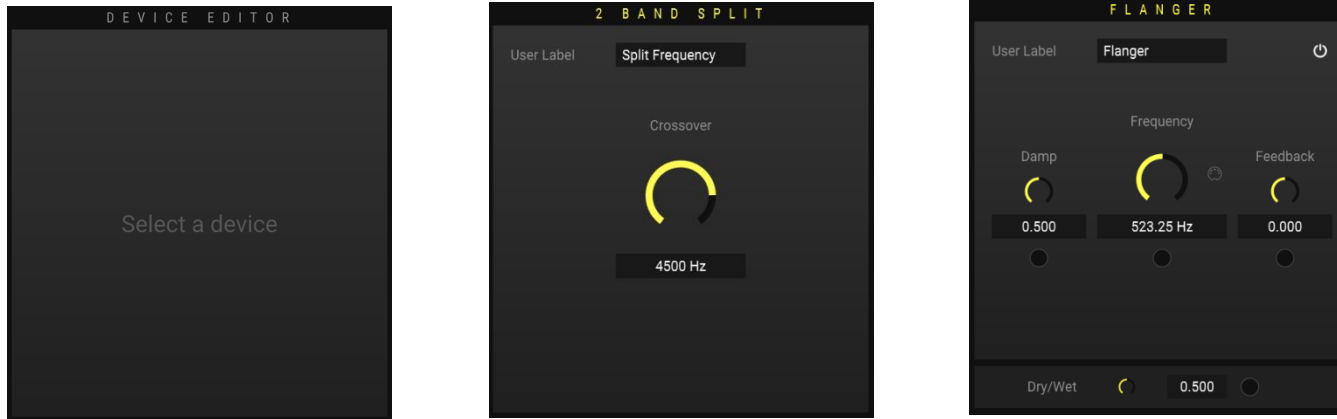 DEVICE EDITOR
Select a device
2 BAND SPLIT
User Label Split Frequency
Crossover
4500 Hz
FLANGER
User Label Flanger
Frequency
Damp Feedback
0.500 523.25 Hz 0.000
Dry/Wet 0.500